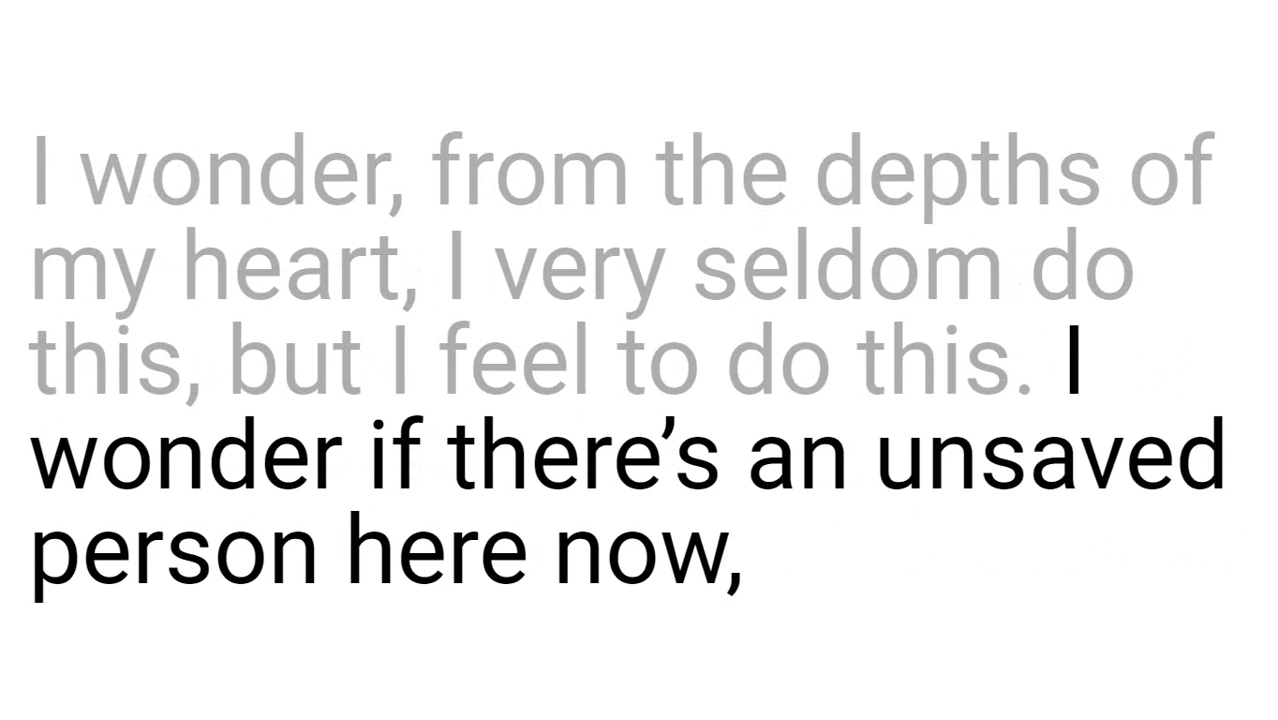 I wonder, from the depths of
my heart, I very seldom do
this, but I feel to do this. I
wonder if there’s an unsaved
person here now,